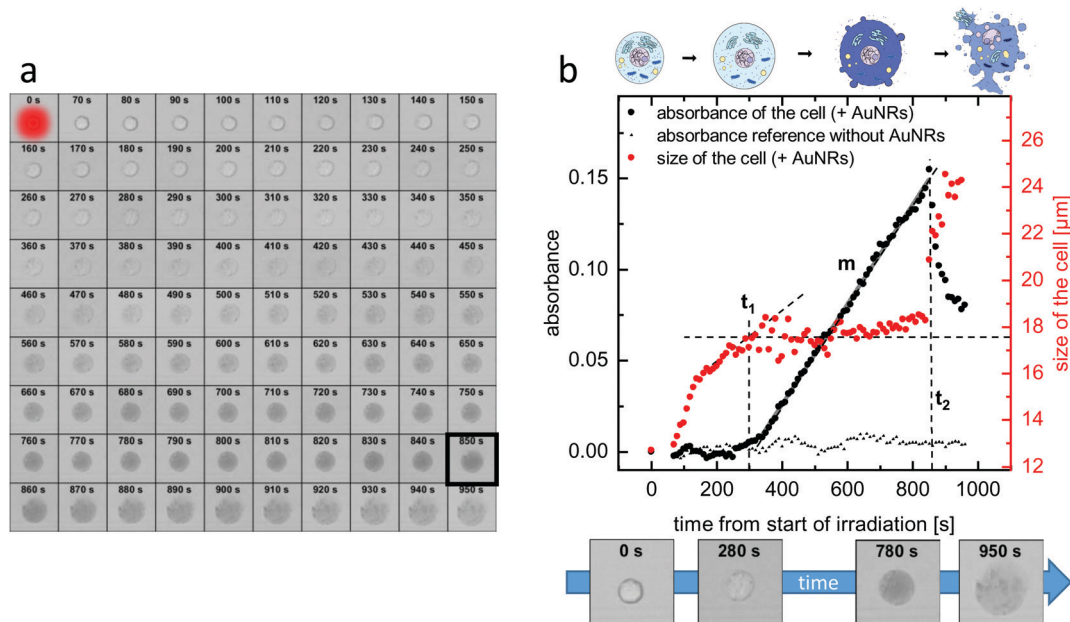 a
0 s 70 s 80 s 90 s 100 s 110 s 120 s 130 s 140 s 150 s
160 s 170 s 180 s 190 s 200 s 210 s 220 s 230 s 240 s 250 s
260 s 270 s 280 s 290 s 300 s 310 s 320 s 330 s 340 s 350 s
360 s 370 s 380 s 390 s 400 s 410 s 420 s 430 s 440 s 450 s
460 s 470 s 480 s 490 s 500 s 510 s 520 s 530 s 540 s 550 s
560 s 570 s 580 s 590 s 600 s 610 s 620 s 630 s 640 s 650 s
660 s 670 s 680 s 690 s 700 s 710 s 720 s 730 s 740 s 750 s
760 s 770 s 780 s 790 s 800 s 810 s 820 s 830 s 840 s 850 s
860 s 870 s 880 s 890 s 900 s 910 s 920 s 930 s 940 s 950 s
b
absorbance of the cell (+ AuNRs)
absorbance reference without AuNRs
size of the cell (+ AuNRs)
absorbance
0.15
0.10
0.05
0.00
m
t1
t2
26
24
22
20
18
16
14
12
size of the cell [µm]
0 200 400 600 800 1000
time from start of irradiation [s]
0 s
280 s
time
780 s
950 s